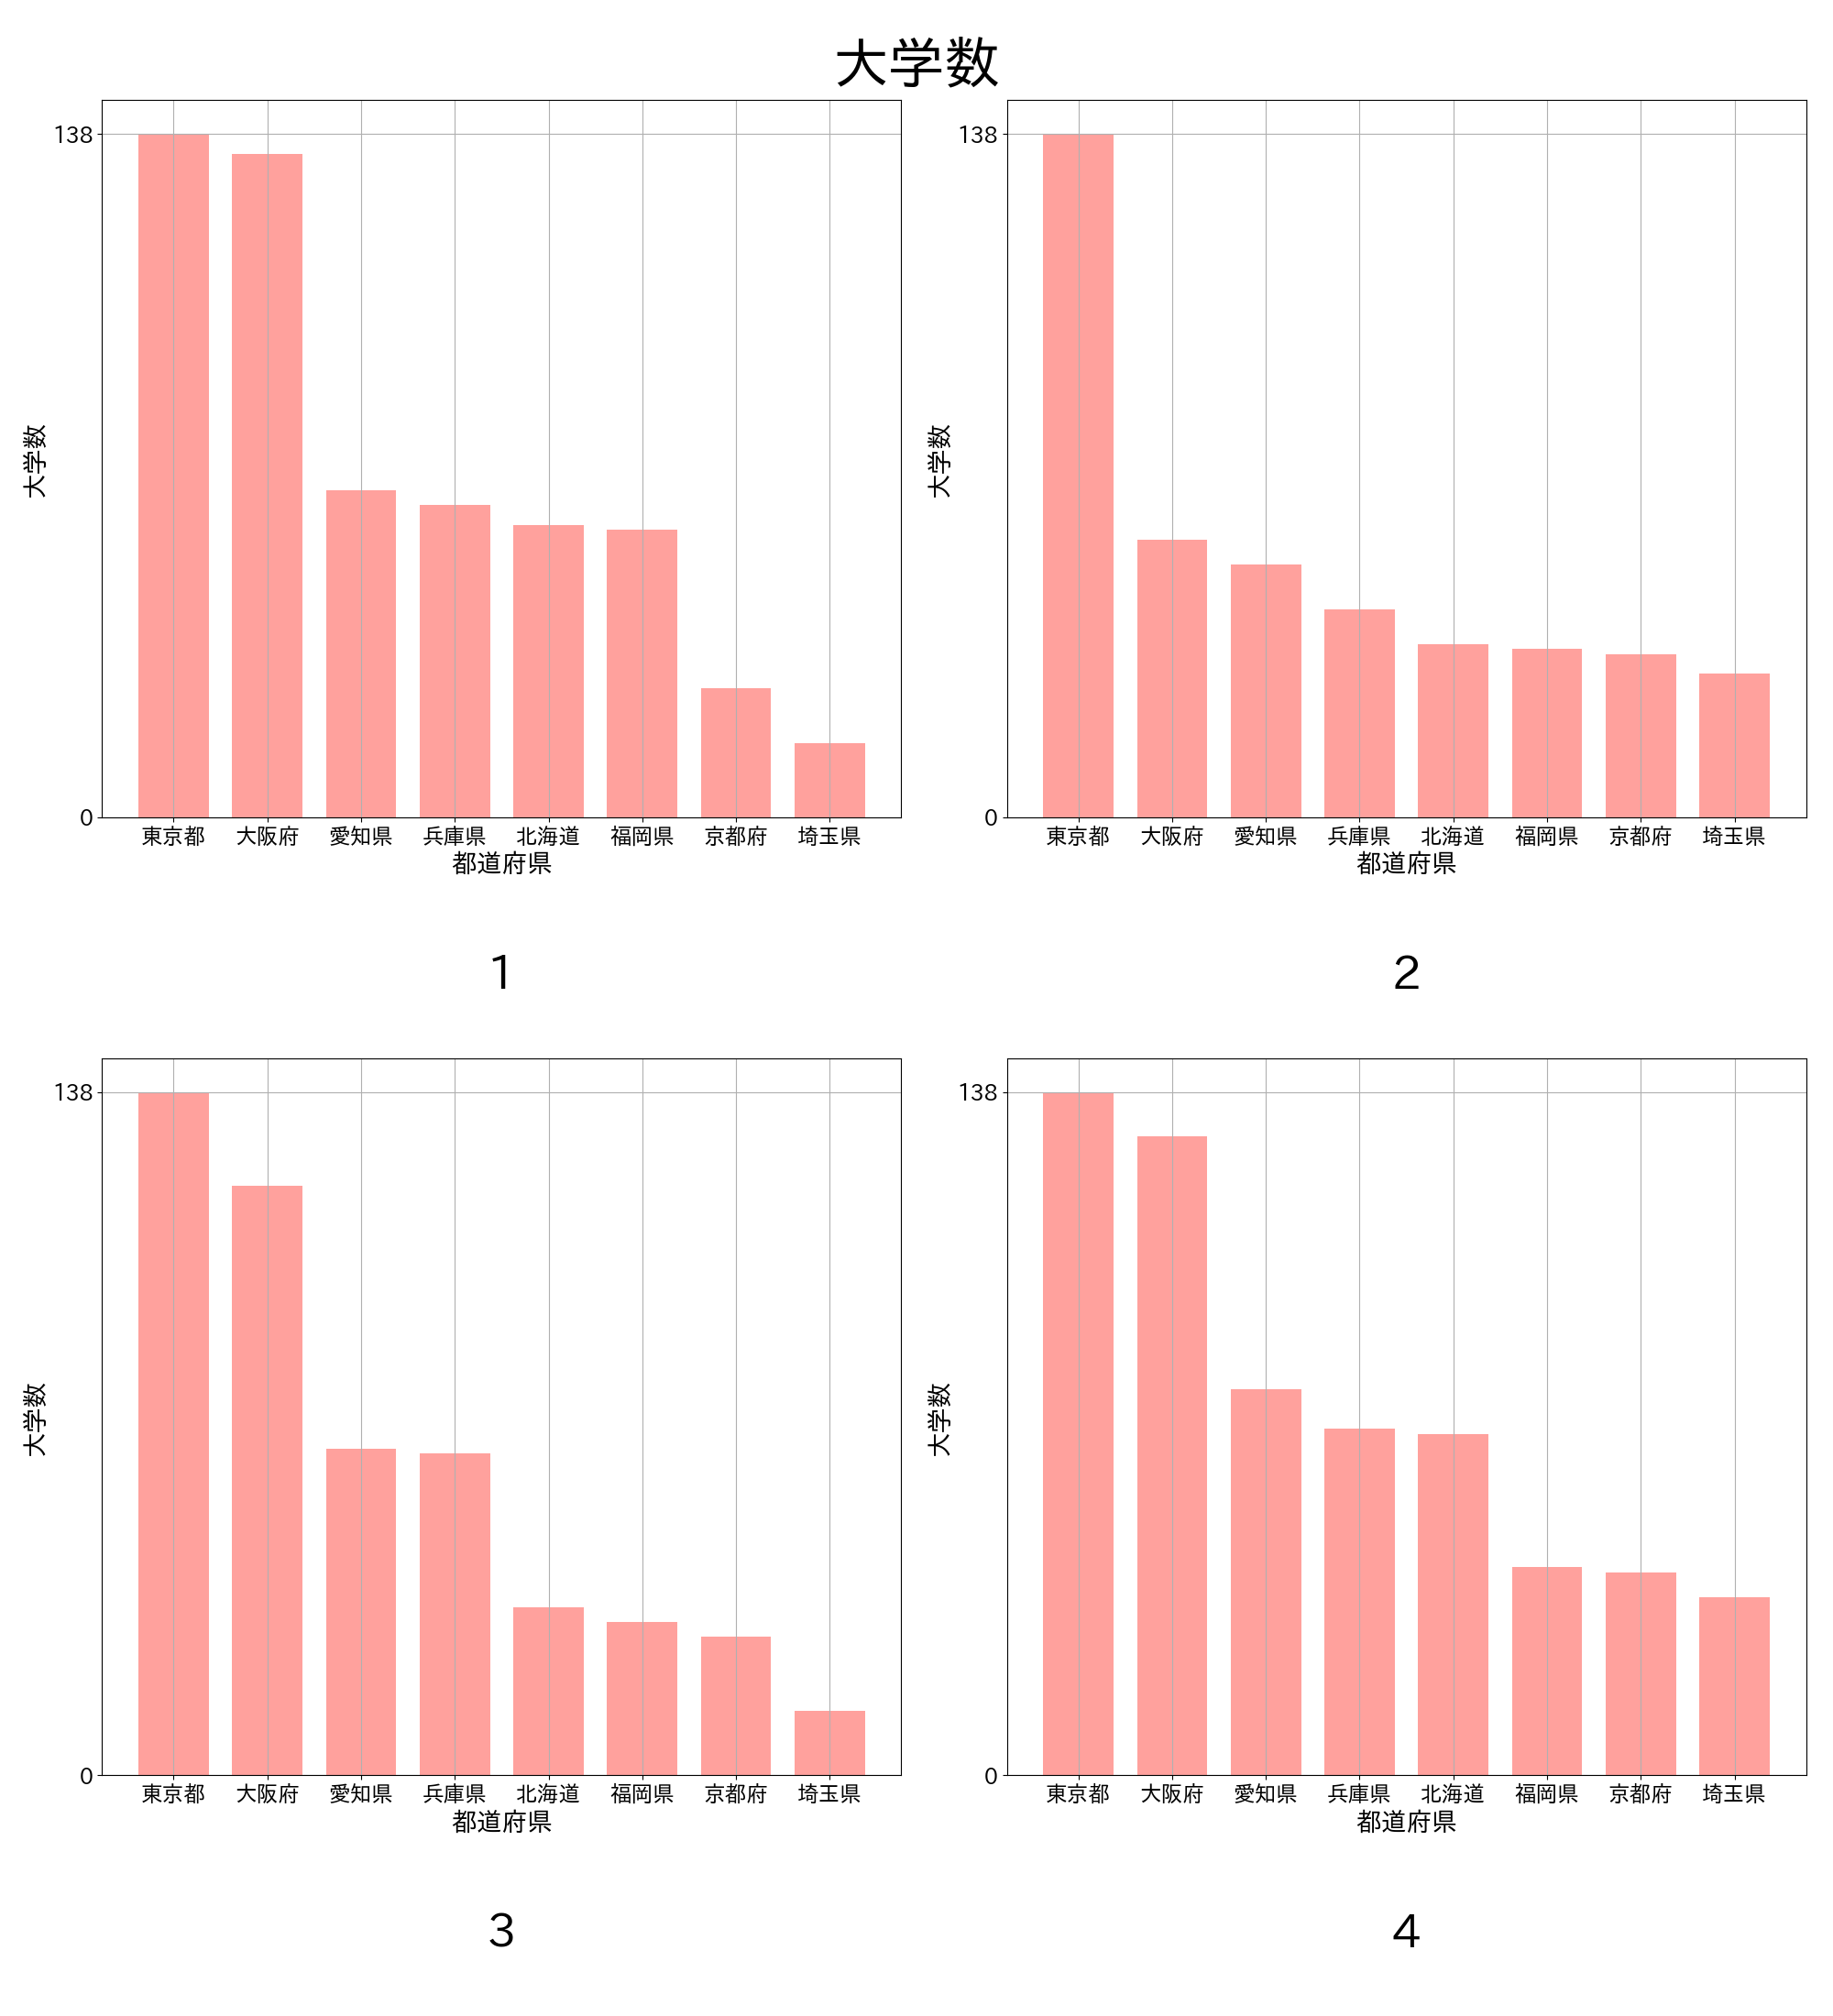 大学数
138
0
大学数
東京都 大阪府 愛知県 兵庫県 北海道 福岡県 京都府 埼玉県
都道府県
1
138
0
大学数
東京都 大阪府 愛知県 兵庫県 北海道 福岡県 京都府 埼玉県
都道府県
2
138
0
大学数
東京都 大阪府 愛知県 兵庫県 北海道 福岡県 京都府 埼玉県
都道府県
3
138
0
大学数
東京都 大阪府 愛知県 兵庫県 北海道 福岡県 京都府 埼玉県
都道府県
4